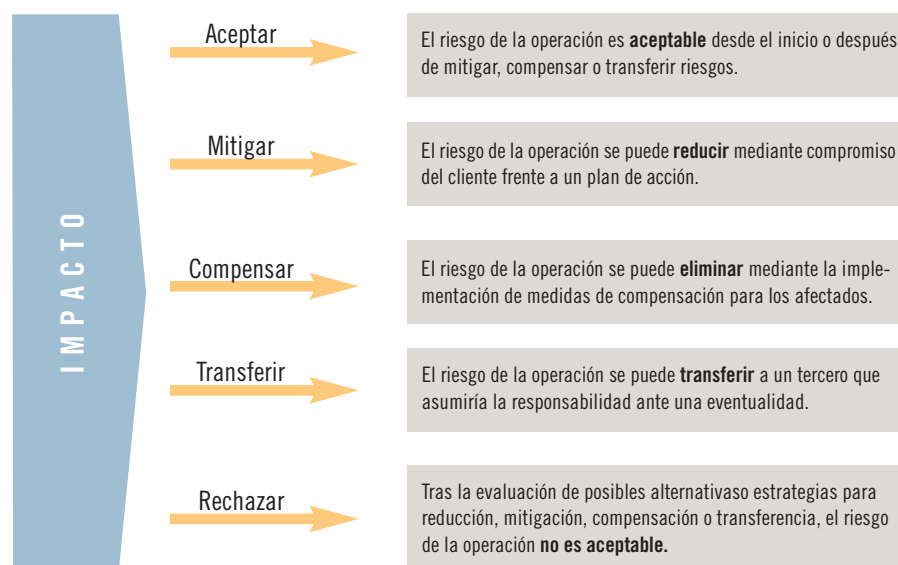 IMPACTO
Aceptar
El riesgo de la operación es aceptable desde el inicio o después
de mitigar, compensar o transferir riesgos.
Mitigar
El riesgo de la operación se puede reducir mediante compromiso
del cliente frente a un plan de acción.
Compensar
El riesgo de la operación se puede eliminar mediante la imple-
mentación de medidas de compensación para los afectados.
Transferir
El riesgo de la operación se puede transferir a un tercero que
asumiría la responsabilidad ante una eventualidad.
Rechazar
Tras la evaluación de posibles alternativaso estrategias para
reducción, mitigación, compensación o transferencia, el riesgo
de la operación no es aceptable.